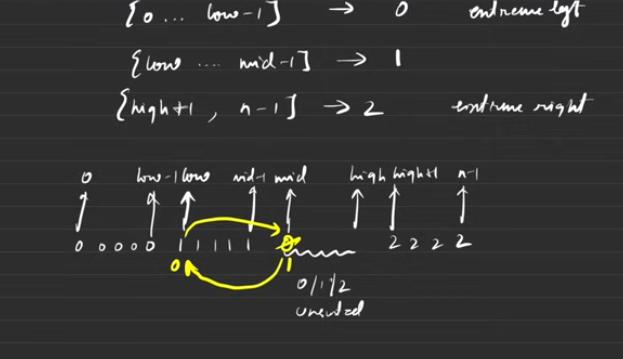 [0 ... low-1] → 0 extreme left
[low .... mid-1] → 1
[high+1, n-1] → 2 extreme right
0 low-1 low mid-1 mid high high+1 n-1
0 0 0 0 0 1 1 1 1 1 0 2 2 2 2
0 1
0/1/2
unsorted